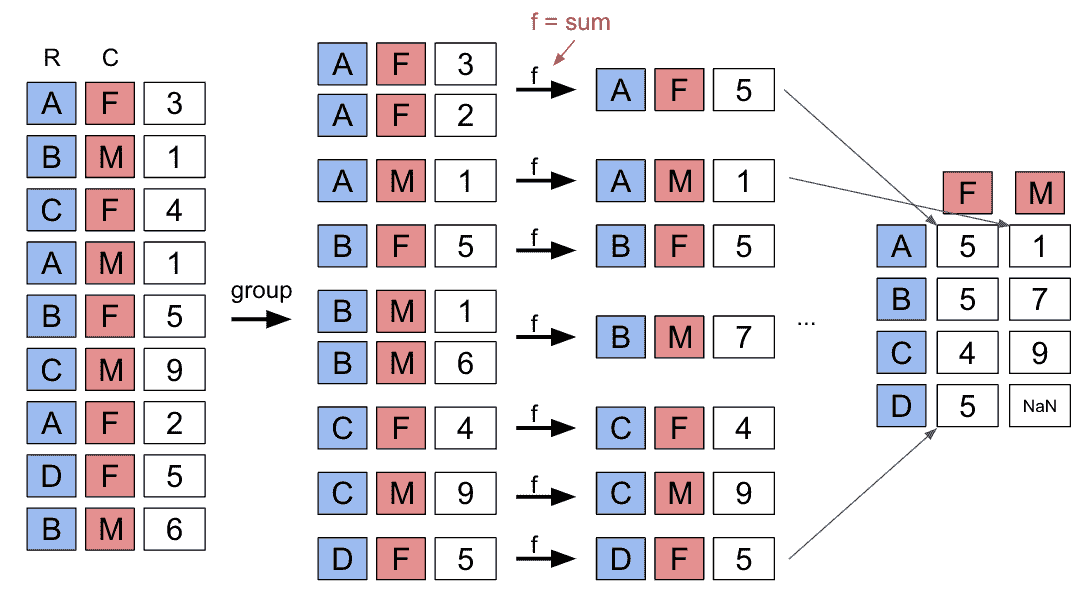 f = sum
R C
A F 3
B M 1
C F 4
A M 1
B F 5
C M 9
A F 2
D F 5
B M 6
group
A F 3
A F 2
f
A F 5
A M 1
f
A M 1
B F 5
f
B F 5
B M 1
B M 6
f
B M 7
...
C F 4
f
C F 4
C M 9
f
C M 9
D F 5
f
D F 5
F M
A 5 1
B 5 7
C 4 9
D 5 NaN